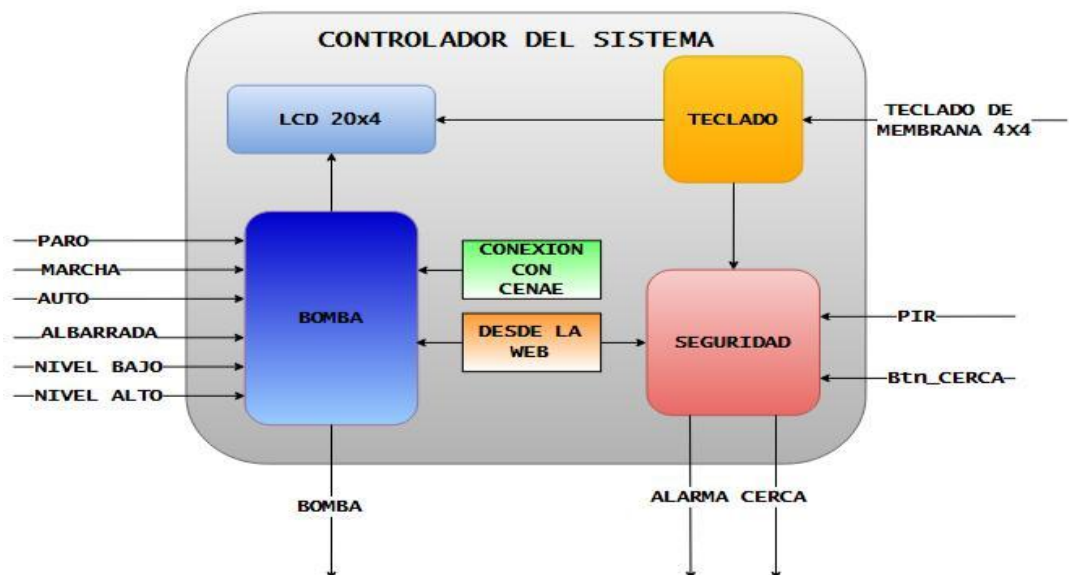 CONTROLADOR DEL SISTEMA
LCD 20x4
TECLADO
TECLADO DE
MEMBRANA 4X4
PARO
MARCHA
AUTO
ALBARRADA
NIVEL BAJO
NIVEL ALTO
BOMBA
CONEXION
CON
CENAE
DESDE LA
WEB
SEGURIDAD
PIR
Btn_CERCA
BOMBA
ALARMA
CERCA